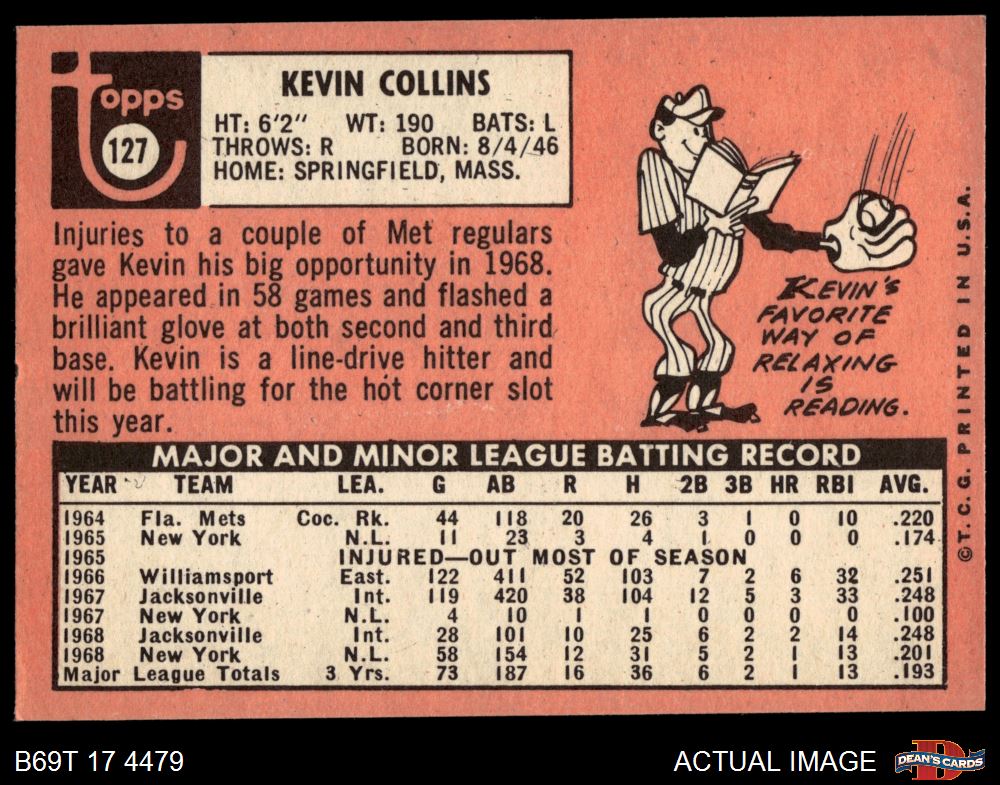 Topps
127
KEVIN COLLINS
HT: 6'2" WT: 190 BATS: L
THROWS: R BORN: 8/4/46
HOME: SPRINGFIELD, MASS.
Injuries to a couple of Met regulars
gave Kevin his big opportunity in 1968.
He appeared in 58 games and flashed a
brilliant glove at both second and third
base. Kevin is a line-drive hitter and
will be battling for the hot corner slot
this year.
KEVIN'S
FAVORITE
WAY OF
RELAXING
IS
READING.
©T.C.G. PRINTED IN U.S.A.
MAJOR AND MINOR LEAGUE BATTING RECORD
YEAR TEAM LEA. G AB R H 2B 3B HR RBI AVG.
1964 Fla. Mets Coc. Rk. 44 118 20 26 3 1 0 10 .220
1965 New York N.L. 11 23 3 4 1 0 0 0 .174
1965 INJURED—OUT MOST OF SEASON
1966 Williamsport East. 122 411 52 103 7 2 6 32 .251
1967 Jacksonville Int. 119 420 38 104 12 5 3 33 .248
1967 New York N.L. 4 10 1 1 0 0 0 0 .100
1968 Jacksonville Int. 28 101 10 25 6 2 2 14 .248
1968 New York N.L. 58 154 12 31 5 2 1 13 .201
Major League Totals 3 Yrs. 73 187 16 36 6 2 1 13 .193
B69T 17 4479
ACTUAL IMAGE
DEAN'S CARDS